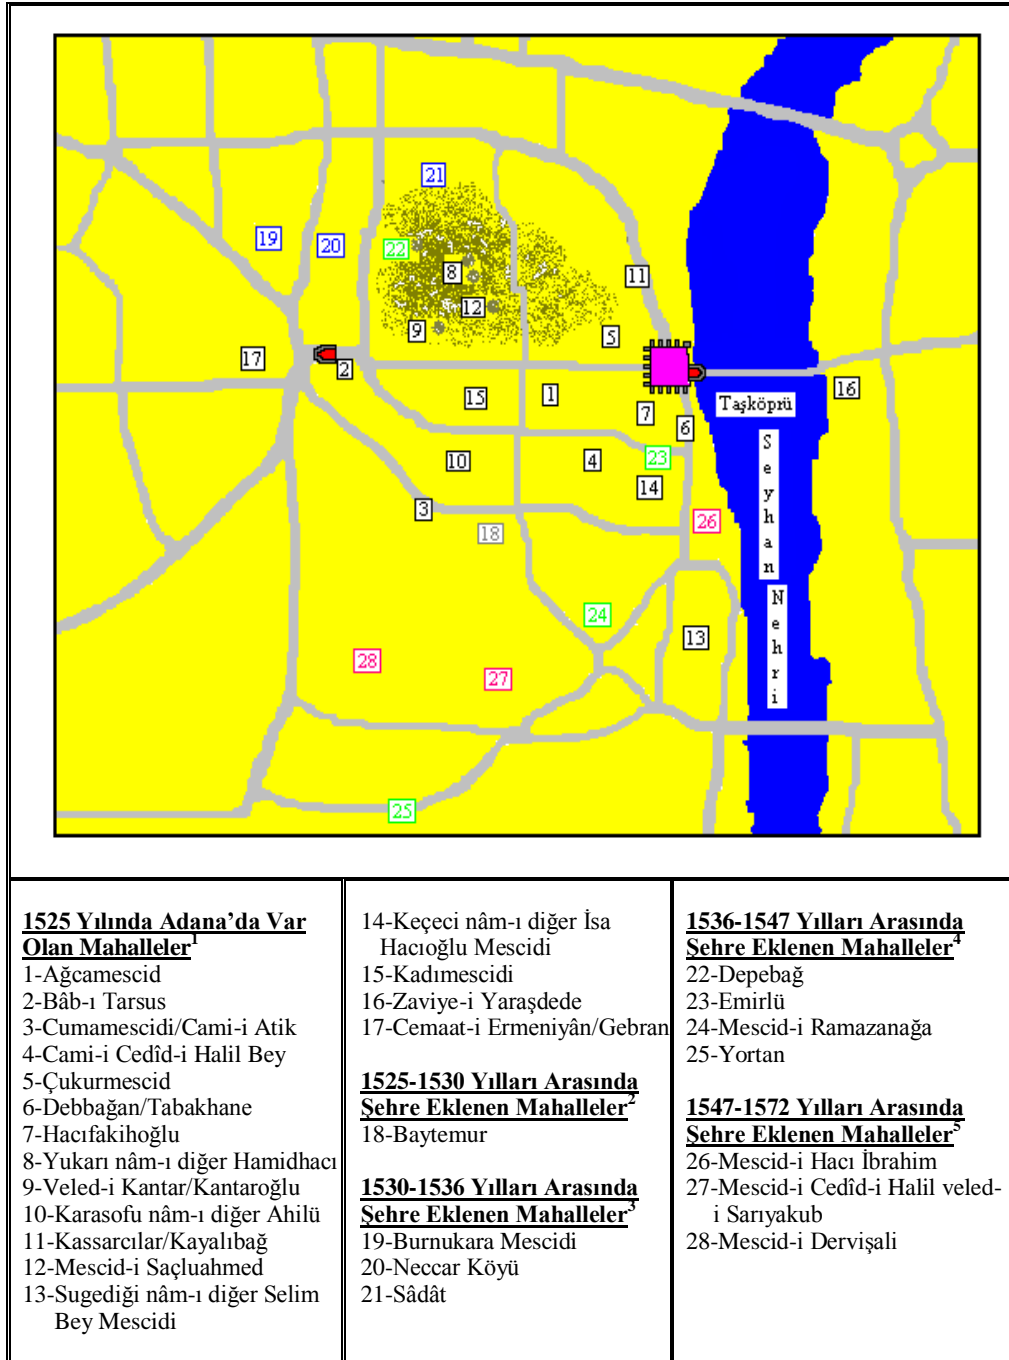 21
19
20
22
8
11
12
9
5
17
2
16
15
1
7
Taşköprü
6
10
4
23
14
3
18
26
Seyhan
Nehri
24
13
28
27
25
1525 Yılında Adana’da Var
Olan Mahalleler1
1-Ağcamescid
2-Bâb-ı Tarsus
3-Cumamescidi/Cami-i Atik
4-Cami-i Cedîd-i Halil Bey
5-Çukurmescid
6-Debbağan/Tabakhane
7-Hacıfakihoğlu
8-Yukarı nâm-ı diğer Hamidhacı
9-Veled-i Kantar/Kantaroğlu
10-Karasofu nâm-ı diğer Ahilü
11-Kassarcılar/Kayalıbağ
12-Mescid-i Saçluahmed
13-Sugediği nâm-ı diğer Selim
Bey Mescidi
14-Keçeci nâm-ı diğer İsa
Hacıoğlu Mescidi
15-Kadımescidi
16-Zaviye-i Yaraşdede
17-Cemaat-i Ermeniyân/Gebran
1525-1530 Yılları Arasında
Şehre Eklenen Mahalleler2
18-Baytemur
1530-1536 Yılları Arasında
Şehre Eklenen Mahalleler3
19-Burnukara Mescidi
20-Neccar Köyü
21-Sâdât
1536-1547 Yılları Arasında
Şehre Eklenen Mahalleler4
22-Depebağ
23-Emirlü
24-Mescid-i Ramazanağa
25-Yortan
1547-1572 Yılları Arasında
Şehre Eklenen Mahalleler5
26-Mescid-i Hacı İbrahim
27-Mescid-i Cedîd-i Halil veled-
i Sarıyakub
28-Mescid-i Dervişali